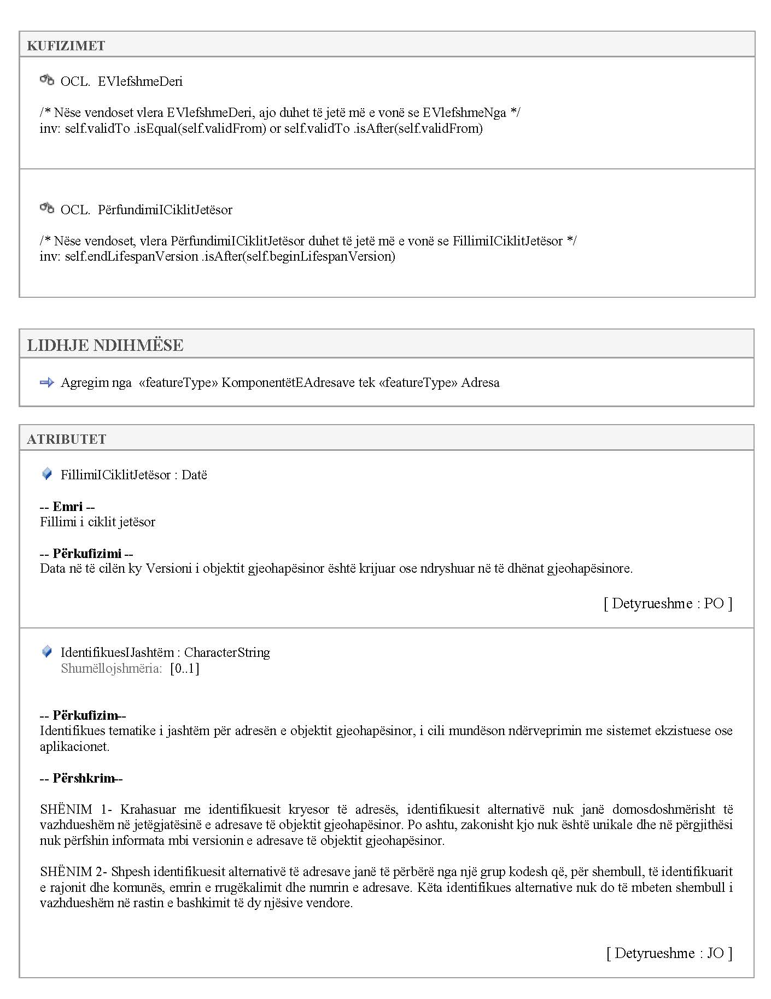 KUFIZIMET
OCL. EVlefshmeDeri
/* Nëse vendoset vlera EVlefshmeDeri, ajo duhet të jetë më e vonë se EVlefshmeNga */
inv: self.validTo .isEqual(self.validFrom) or self.validTo .isAfter(self.validFrom)
OCL. PërfundimiICiklitJetësor
/* Nëse vendoset, vlera PërfundimiICiklitJetësor duhet të jetë më e vonë se FillimiICiklitJetësor */
inv: self.endLifespanVersion .isAfter(self.beginLifespanVersion)
LIDHJE NDIHMËSE
Agregim nga «featureType» KomponentëtEAdresave tek «featureType» Adresa
ATRIBUTET
FillimiICiklitJetësor : Datë
-- Emri --
Fillimi i ciklit jetësor
-- Përkufizimi --
Data në të cilën ky Versioni i objektit gjeohapësinor është krijuar ose ndryshuar në të dhënat gjeohapësinore.
[ Detyrueshme : PO ]
IdentifikuesIJashtëm : CharacterString
Shumëllojshmëria: [0..1]
-- Përkufizim--
Identifikues tematike i jashtëm për adresën e objektit gjeohapësinor, i cili mundëson ndërveprimin me sistemet ekzistuese ose
aplikacionet.
-- Përshkrim--
SHËNIM 1- Krahasuar me identifikuesit kryesor të adresës, identifikuesit alternativë nuk janë domosdoshmërisht të
vazhdueshëm në jetëgjatësinë e adresave të objektit gjeohapësinor. Po ashtu, zakonisht kjo nuk është unikale dhe në përgjithësi
nuk përfshin informata mbi versionin e adresave të objektit gjeohapësinor.
SHËNIM 2- Shpesh identifikuesit alternativë të adresave janë të përbërë nga një grup kodesh që, për shembull, të identifikuarit
e rajonit dhe komunës, emrin e rrugëkalimit dhe numrin e adresave. Këta identifikues alternative nuk do të mbeten shembull i
vazhdueshëm në rastin e bashkimit të dy njësive vendore.
[ Detyrueshme : JO ]